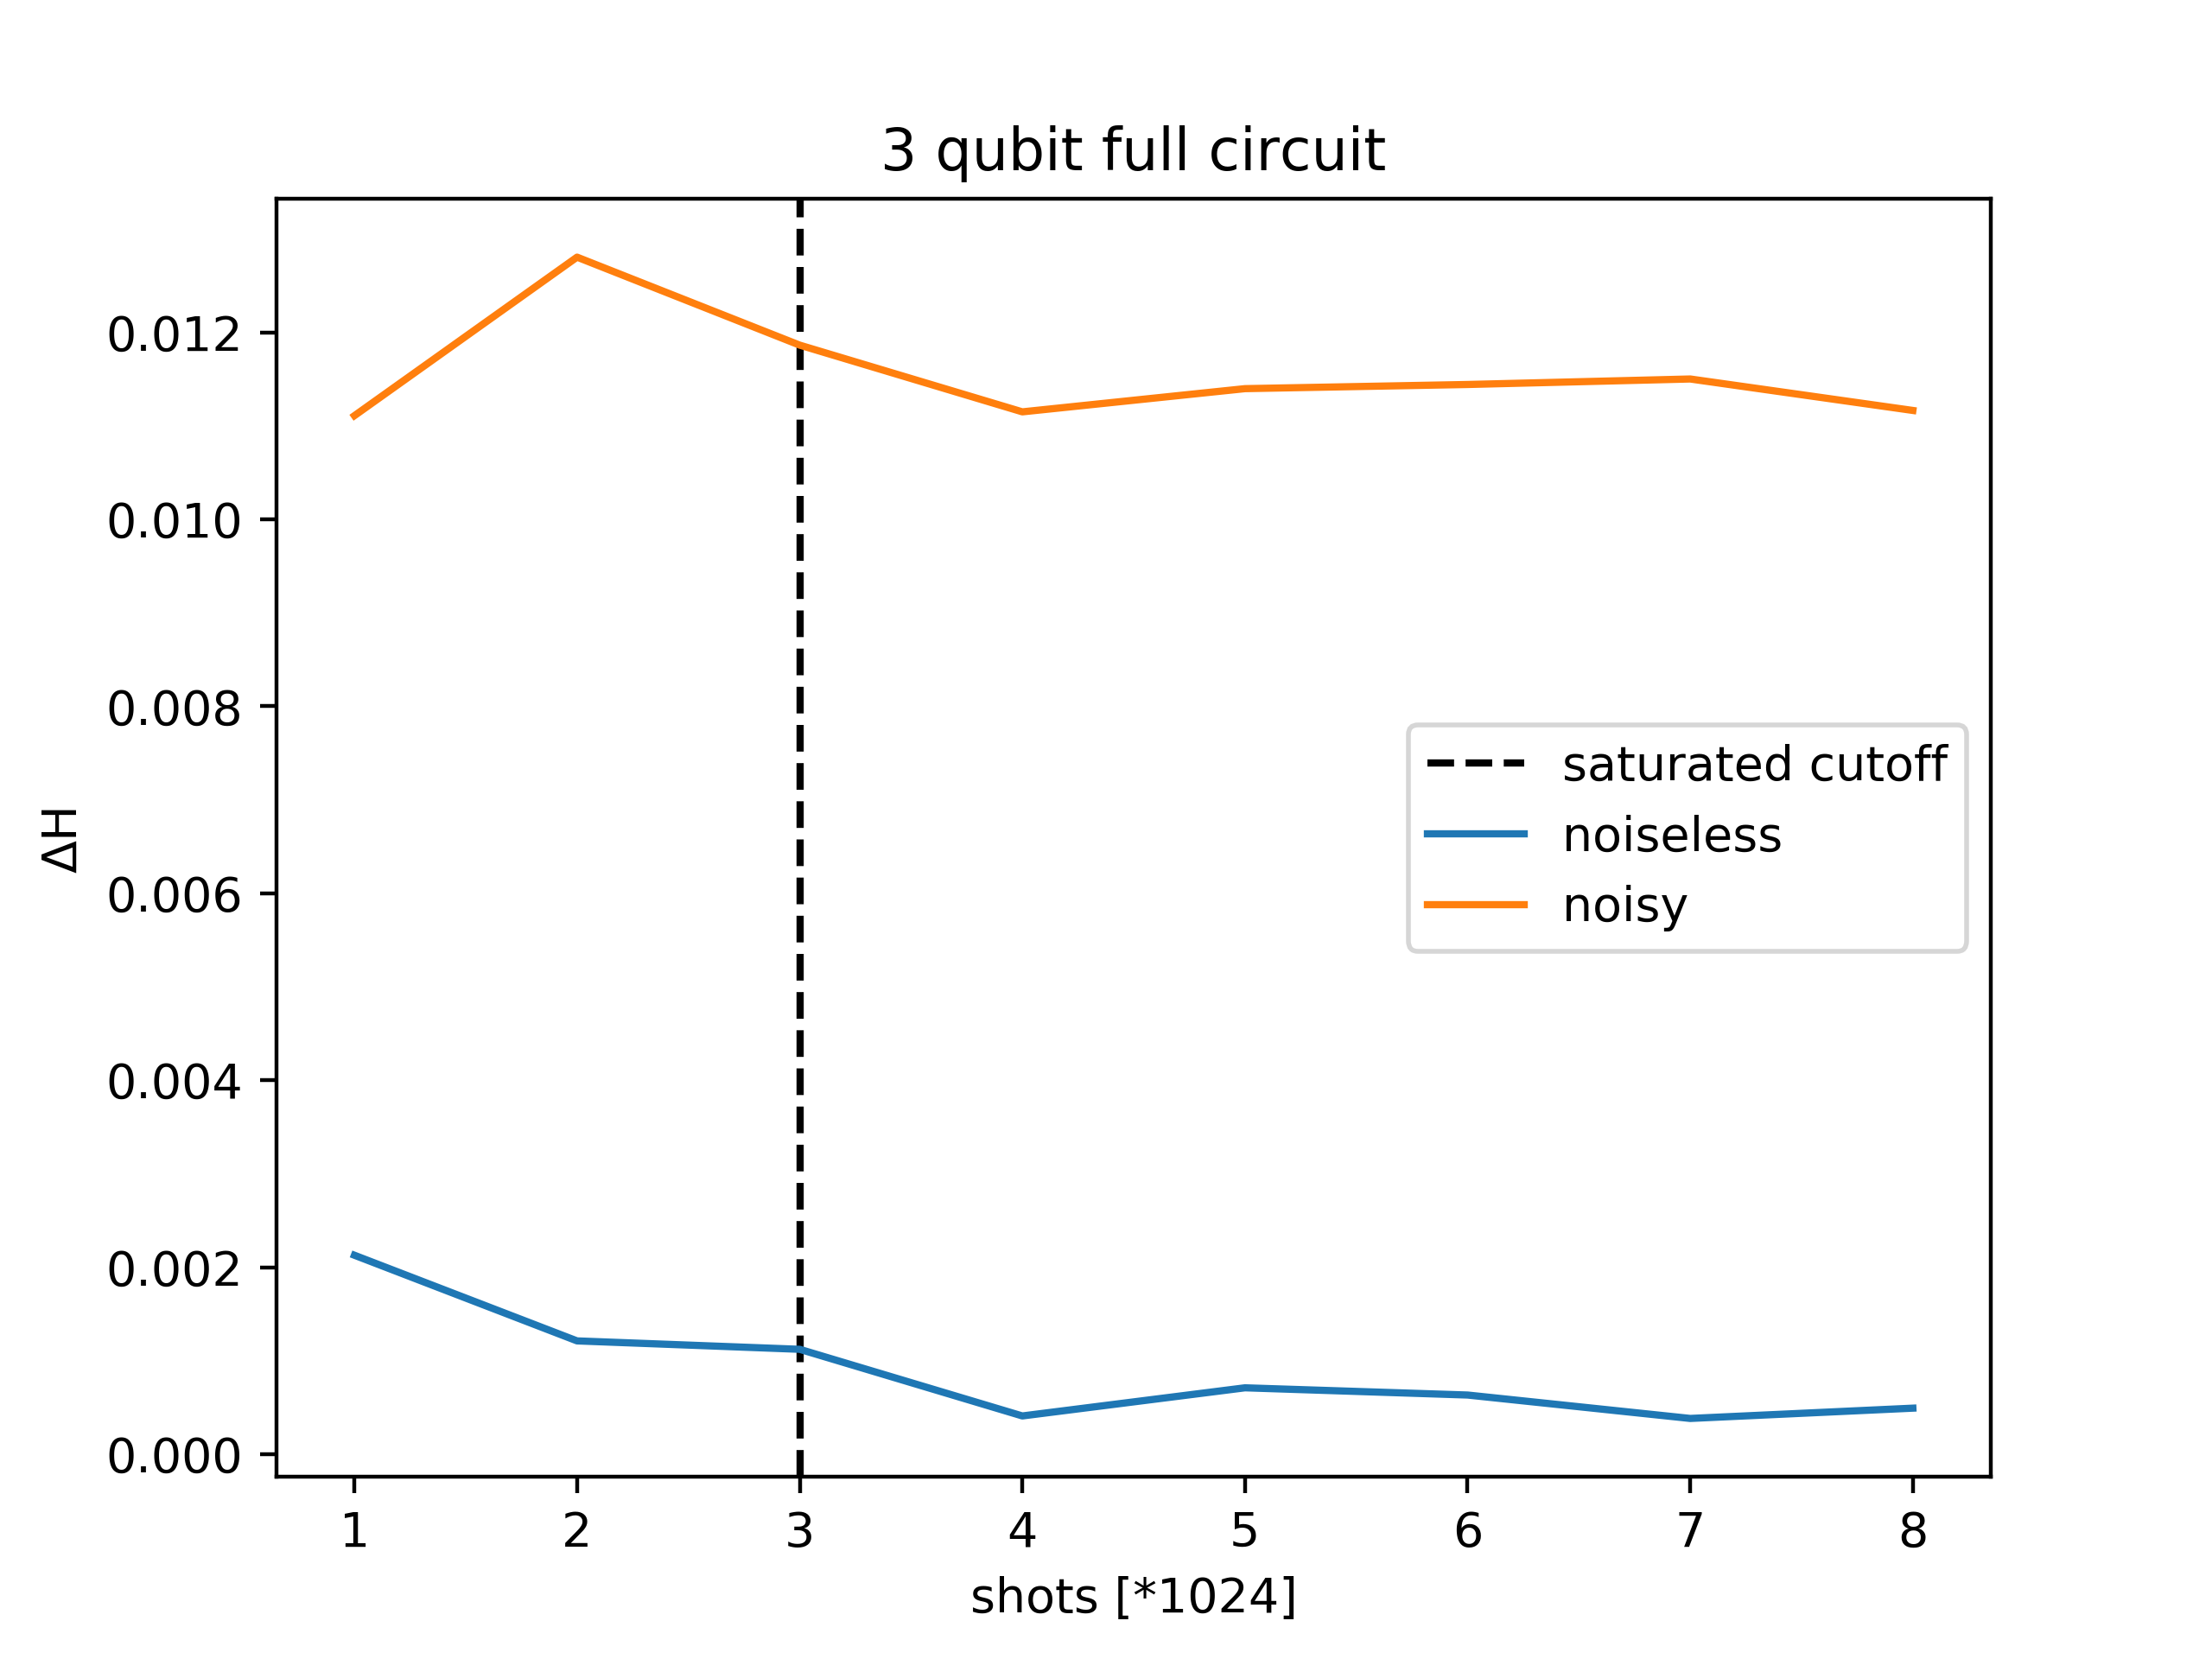 3 qubit full circuit
0.012
0.010
0.008
0.006
0.004
0.002
0.000
ΔH
saturated cutoff
noiseless
noisy
1 2 3 4 5 6 7 8
shots [*1024]